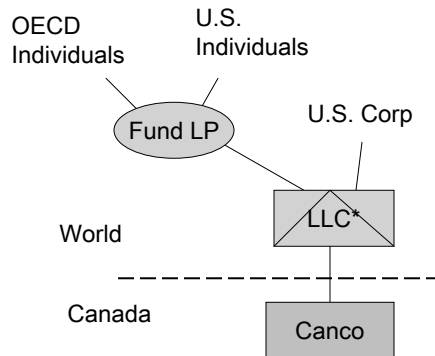 OECD
Individuals
U.S.
Individuals
Fund LP
U.S. Corp
LLC*
World
Canada
Canco